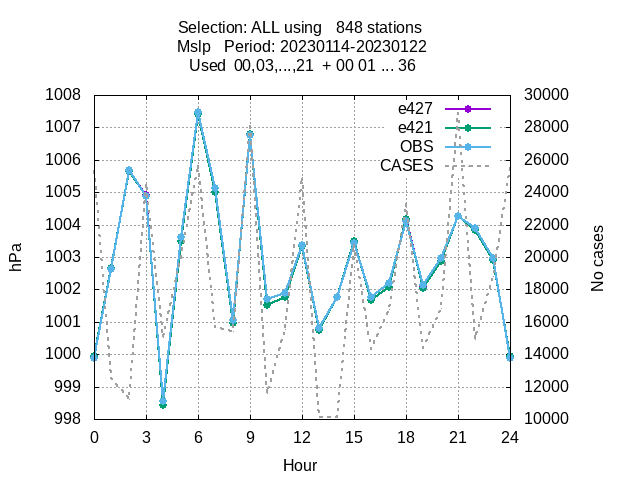 Selection: ALL using   848 stations
Mslp   Period: 20230114-20230122
Used  00,03,...,21  + 00 01 ... 36
1008
1007
1006
1005
1004
1003
1002
1001
1000
999
998
hPa
e427
e421
OBS
CASES
30000
28000
26000
24000
22000
20000
18000
16000
14000
12000
10000
No cases
0 3 6 9 12 15 18 21 24
Hour